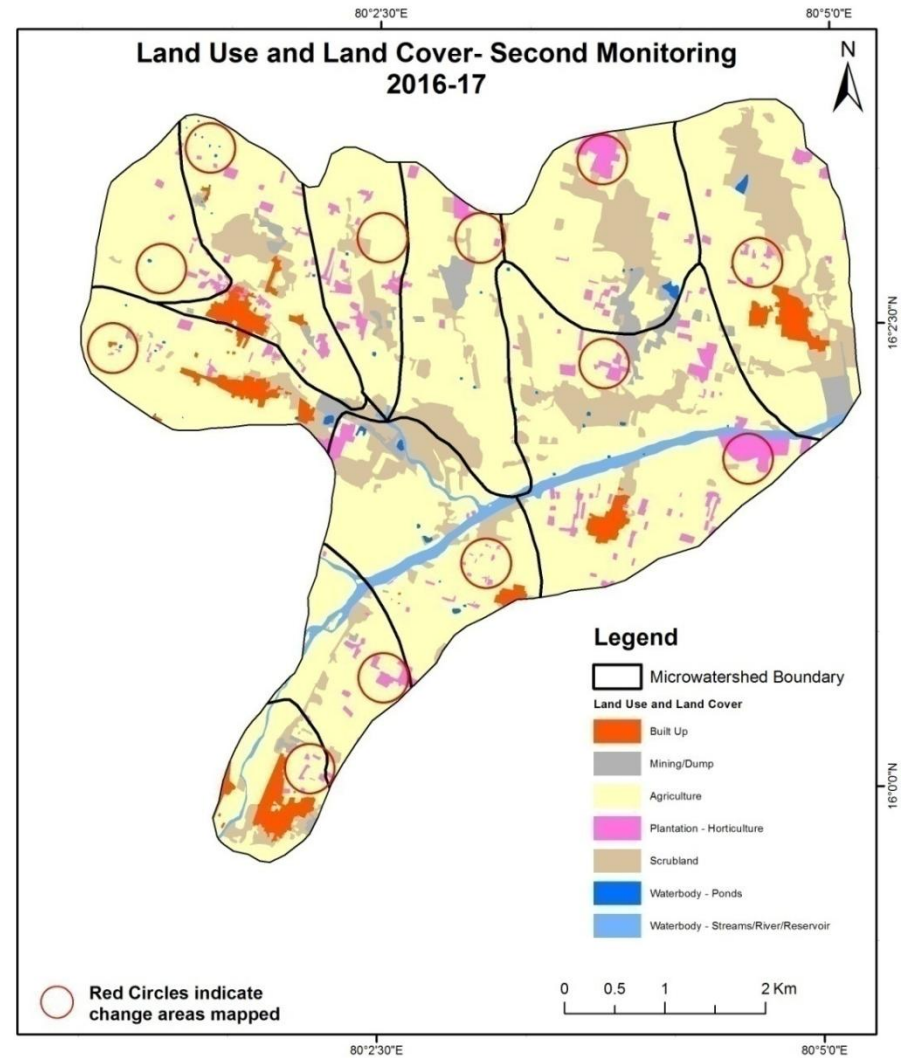 80°2'30"E
80°5'0"E
Land Use and Land Cover- Second Monitoring
2016-17
N
16°2'30"N
Legend
Microwatershed Boundary
Land Use and Land Cover
Built Up
Mining/Dump
Agriculture
Plantation - Horticulture
16°0'0"N
Scrubland
Waterbody - Ponds
Waterbody - Streams/River/Reservoir
Red Circles indicate
change areas mapped
0 0.5 1 2 Km
80°2'30"E
80°5'0"E